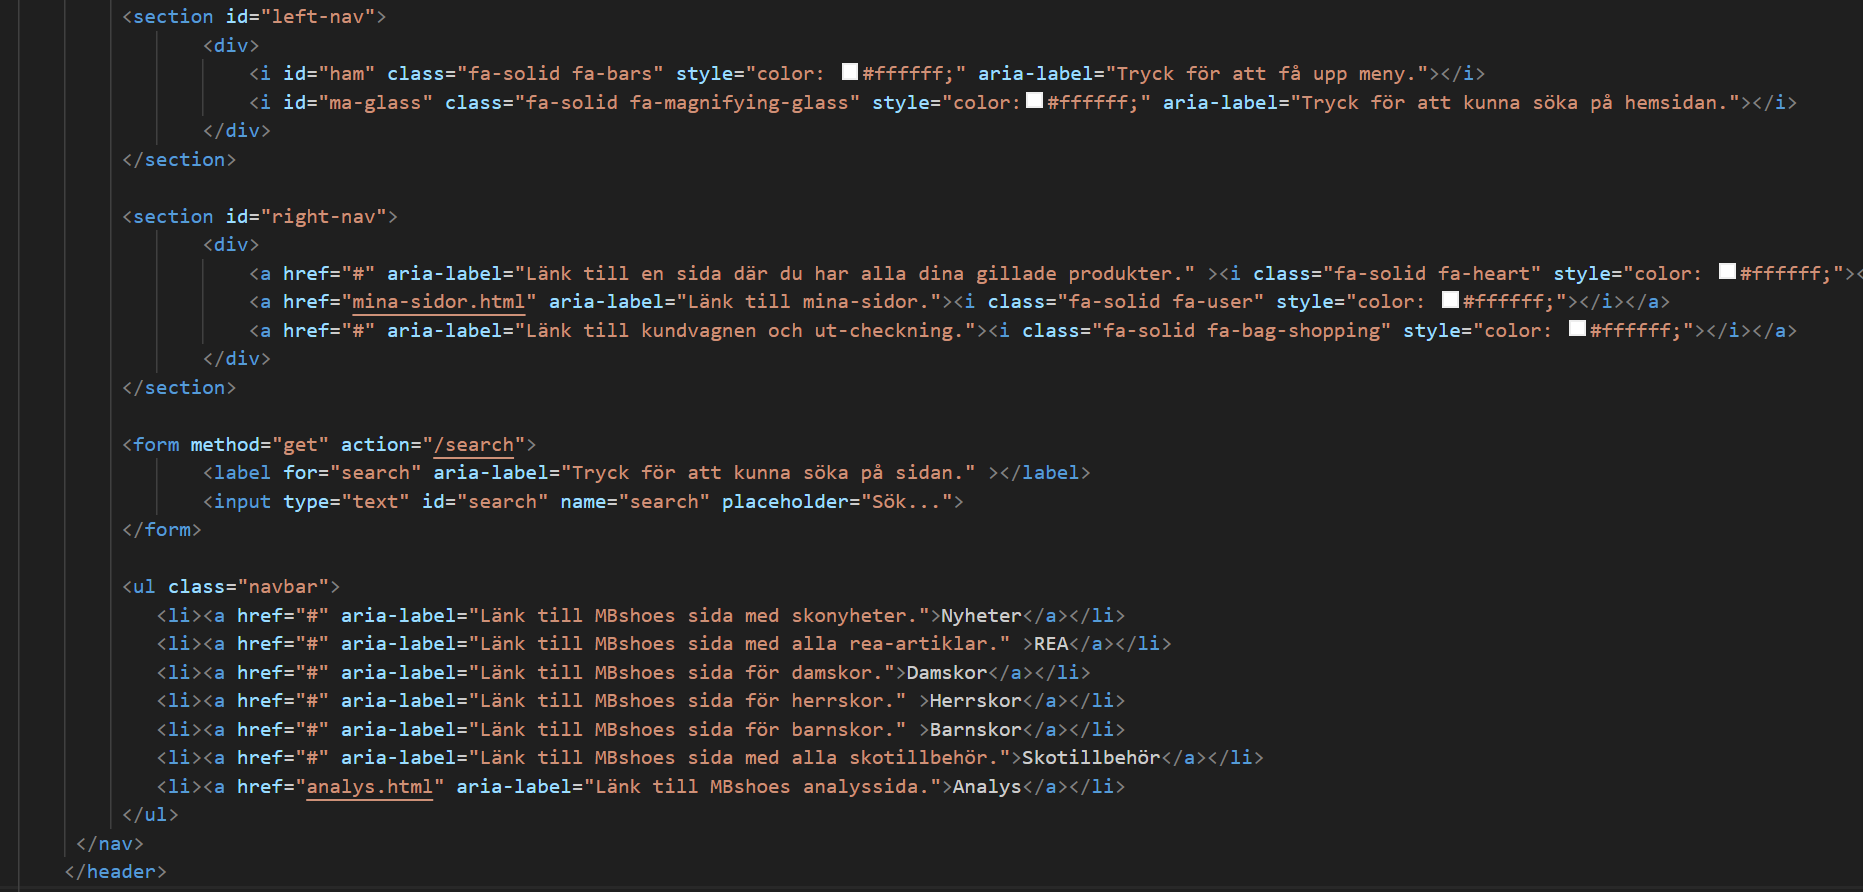 <section id="left-nav">
<div>
<i id="ham" class="fa-solid fa-bars" style="color: #ffffff;" aria-label="Tryck för att få upp meny."></i>
<i id="ma-glass" class="fa-solid fa-magnifying-glass" style="color: #ffffff;" aria-label="Tryck för att kunna söka på hemsidan."></i>
</div>
</section>
<section id="right-nav">
<div>
<a href="#" aria-label="Länk till en sida där du har alla dina gillade produkter." ><i class="fa-solid fa-heart" style="color: #ffffff;"><
<a href="mina-sidor.html" aria-label="Länk till mina-sidor."><i class="fa-solid fa-user" style="color: #ffffff;"></i></a>
<a href="#" aria-label="Länk till kundvagnen och ut-checkning."><i class="fa-solid fa-bag-shopping" style="color: #ffffff;"></i></a>
</div>
</section>
<form method="get" action="/search">
<label for="search" aria-label="Tryck för att kunna söka på sidan." ></label>
<input type="text" id="search" name="search" placeholder="Sök...">
</form>
<ul class="navbar">
<li><a href="#" aria-label="Länk till MBshoes sida med skonyheter.">Nyheter</a></li>
<li><a href="#" aria-label="Länk till MBshoes sida med alla rea-artiklar." >REA</a></li>
<li><a href="#" aria-label="Länk till MBshoes sida för damskor.">Damskor</a></li>
<li><a href="#" aria-label="Länk till MBshoes sida för herrskor." >Herrskor</a></li>
<li><a href="#" aria-label="Länk till MBshoes sida för barnskor." >Barnskor</a></li>
<li><a href="#" aria-label="Länk till MBshoes sida med alla skotillbehör.">Skotillbehör</a></li>
<li><a href="analys.html" aria-label="Länk till MBshoes analyssida.">Analys</a></li>
</ul>
</nav>
</header>